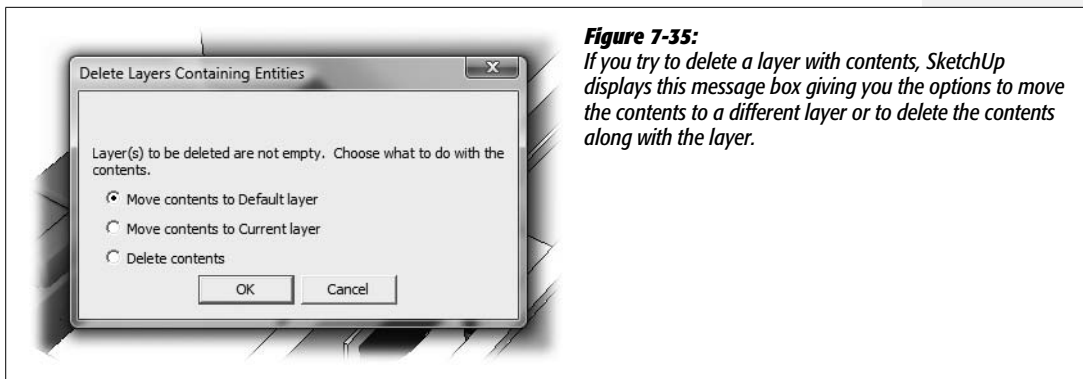 Delete Layers Containing Entities
Layer(s) to be deleted are not empty. Choose what to do with the
contents.
Move contents to Default layer
Move contents to Current layer
Delete contents
OK
Cancel
Figure 7-35:
If you try to delete a layer with contents, SketchUp
displays this message box giving you the options to move
the contents to a different layer or to delete the contents
along with the layer.